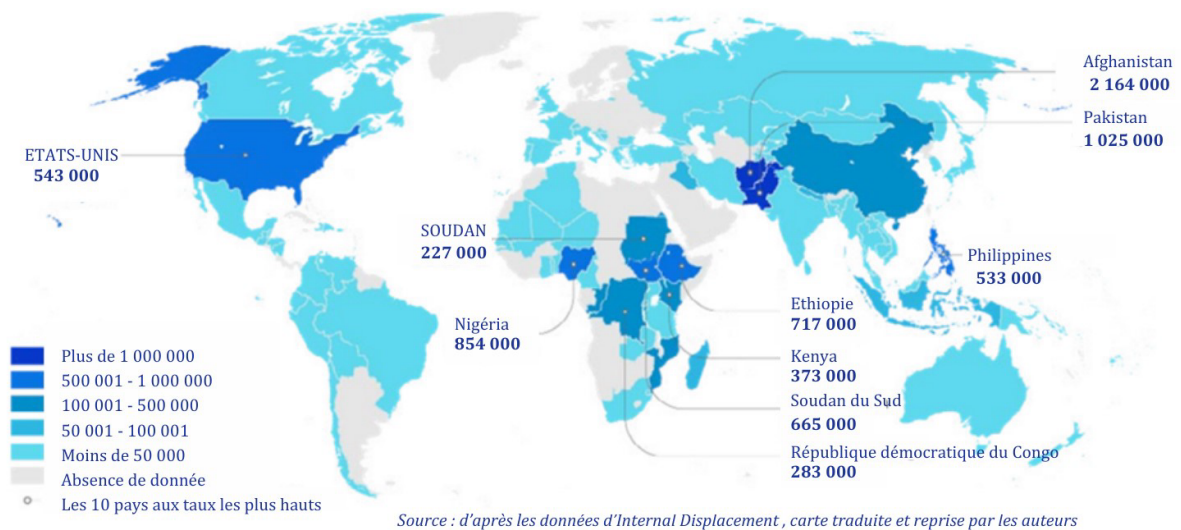 Afghanistan
2 164 000
Pakistan
1 025 000
ETATS-UNIS
543 000
SOUDAN
227 000
Philippines
533 000
Nigéria
854 000
Ethiopie
717 000
Kenya
373 000
Soudan du Sud
665 000
République démocratique du Congo
283 000
Plus de 1 000 000
500 001 - 1 000 000
100 001 - 500 000
50 001 - 100 001
Moins de 50 000
Absence de donnée
Les 10 pays aux taux les plus hauts
Source : d'après les données d'Internal Displacement , carte traduite et reprise par les auteurs